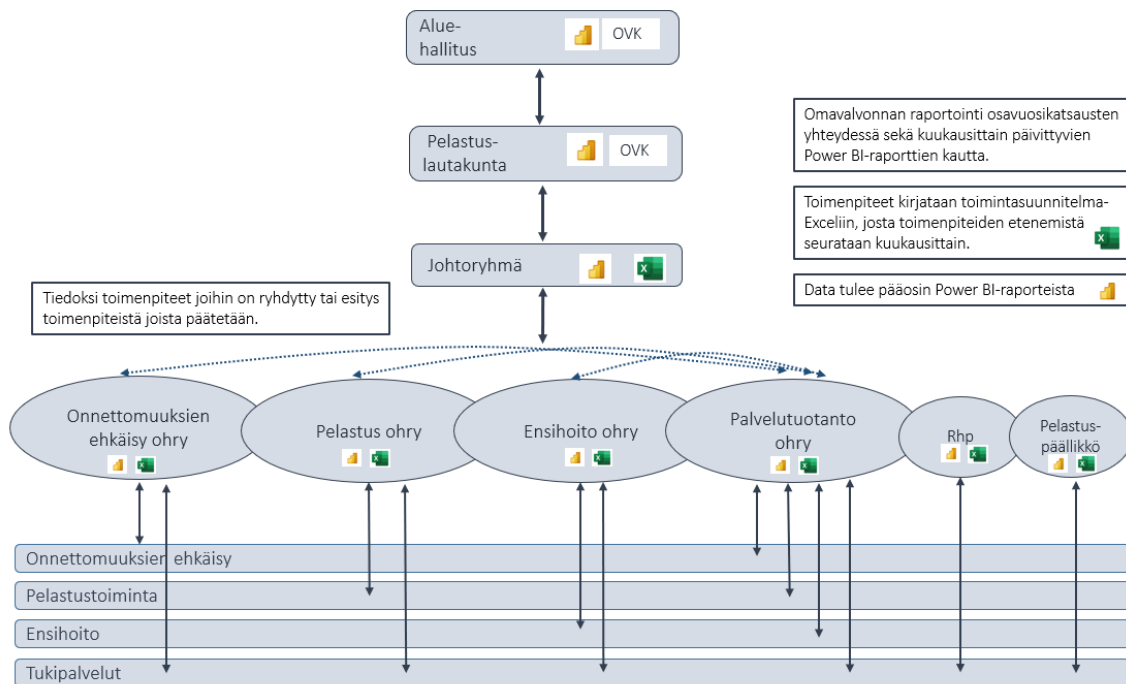 Alue-
hallitus
OVK
Pelastus-
lautakunta
OVK
Omavalvonnan raportointi osavuosikatsausten
yhteydessä sekä kuukausittain päivittyvien
Power BI-raporttien kautta.
Toimenpiteet kirjataan toimintasuunnitelma-
Exceliin, josta toimenpiteiden etenemistä
seurataan kuukausittain.
Johtoryhmä
Data tulee pääosin Power BI-raporteista
Tiedoksi toimenpiteet joihin on ryhdytty tai esitys
toimenpiteistä joista päätetään.
Onnettomuuksien
ehkäisy ohry
Pelastus ohry
Ensihoito ohry
Palvelutuotanto
ohry
Rhp
Pelastus-
päällikkö
Onnettomuuksien ehkäisy
Pelastustoiminta
Ensihoito
Tukipalvelut